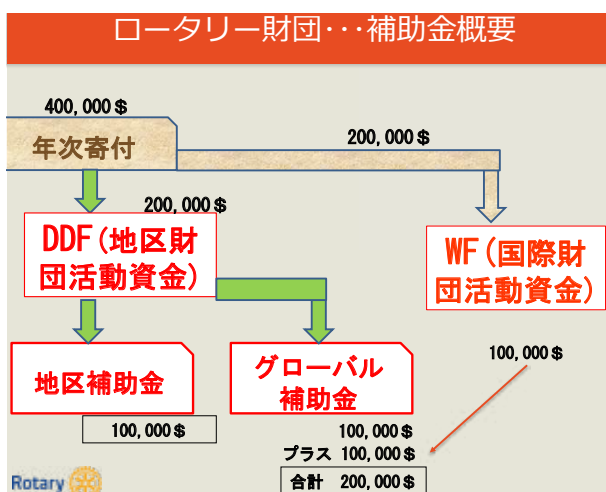 ロータリー財団･･･補助金概要
400,000＄
年次寄付
200,000＄
200,000＄
DDF(地区財
団活動資金)
WF(国際財
団活動資金)
地区補助金
グローバル
補助金
100,000＄
100,000＄
100,000＄
プラス 100,000＄
合計 200,000＄
Rotary